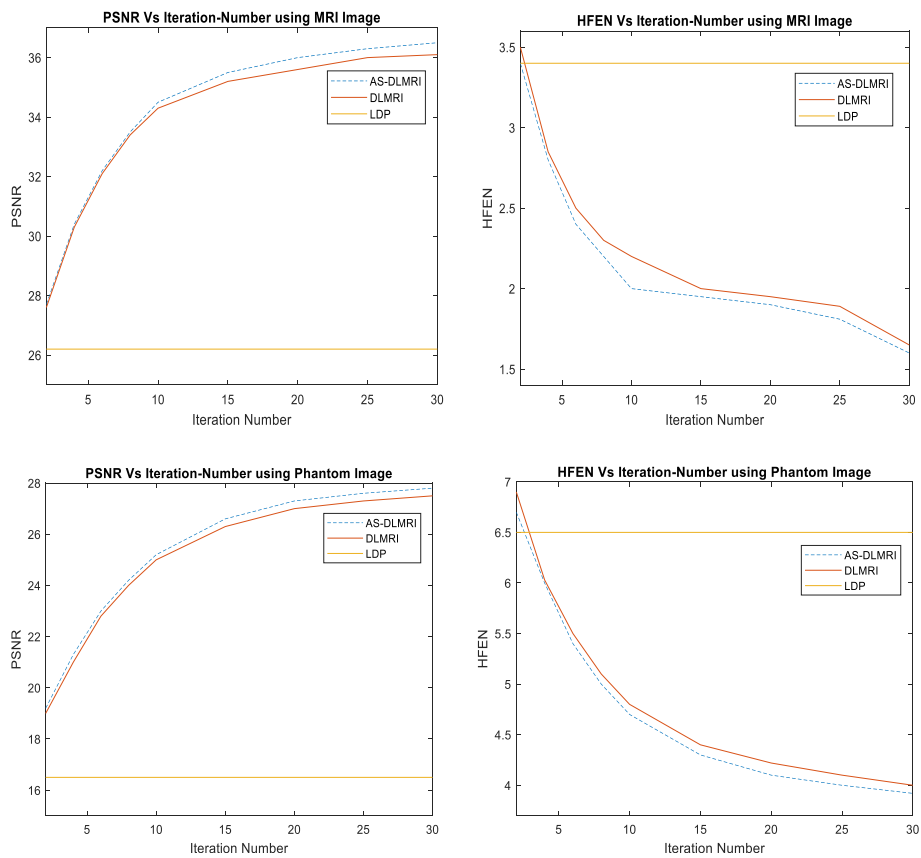 PSNR Vs Iteration-Number using MRI Image
36
34
32
30
28
26
PSNR
5 10 15 20 25 30
Iteration Number
AS-DLMRI
DLMRI
LDP
HFEN Vs Iteration-Number using MRI Image
3.5
3
2.5
2
1.5
HFEN
5 10 15 20 25 30
Iteration Number
AS-DLMRI
DLMRI
LDP
PSNR Vs Iteration-Number using Phantom Image
28
26
24
22
20
18
16
PSNR
5 10 15 20 25 30
Iteration Number
AS-DLMRI
DLMRI
LDP
HFEN Vs Iteration-Number using Phantom Image
7
6.5
6
5.5
5
4.5
4
HFEN
5 10 15 20 25 30
Iteration Number
AS-DLMRI
DLMRI
LDP